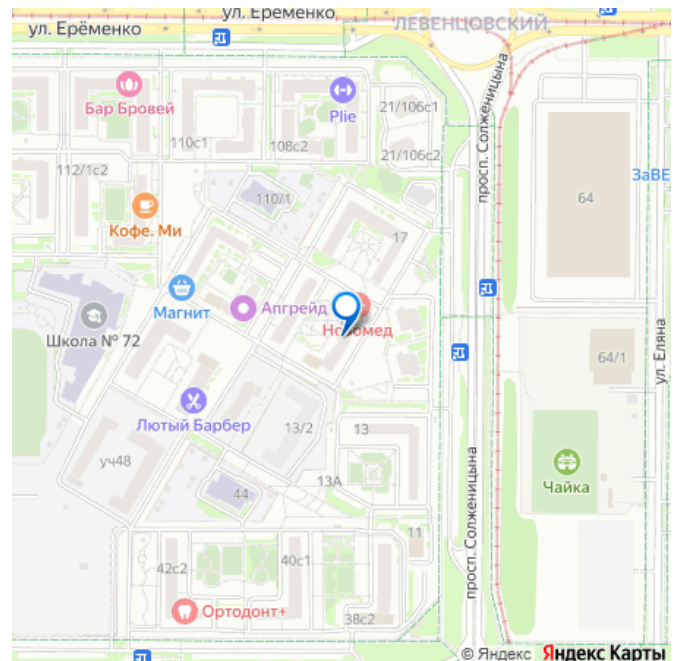 ул. Ерёменко
ул. Ерёменко
ЛЕВЕНЦОВСКИЙ
Бар Бровей
Plie
21/106с1
110с1
108с2
21/106с2
просп. Солженицына
112/1с2
ЗаВЕ
110/1
64
Кофе. Ми
17
Магнит
Апгрейд
Новомед
Школа № 72
64/1
ул. Еляна
Лютый Барбер
13/2
13
уч48
13А
Чайка
44
просп. Солженицына
11
42с2
40с1
Ортодонт+
38с2
© Яндекс Яндекс Карты